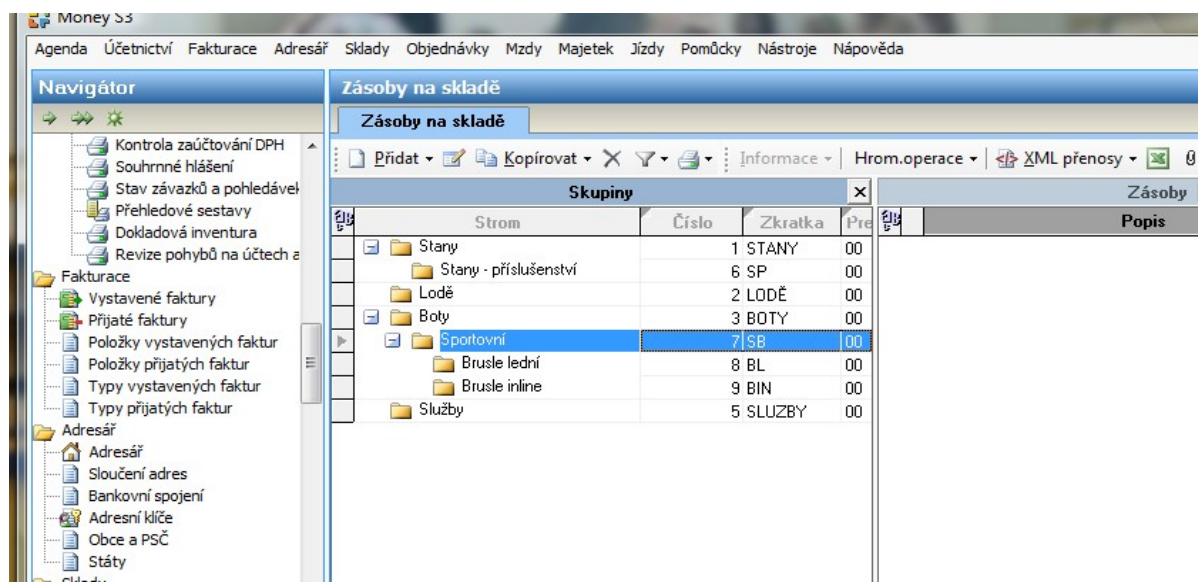 Money S3
Agenda Účetnictví Fakturace Adresář Sklady Objednávky Mzdy Majetek Jízdy Pomůcky Nástroje Nápověda
Navigátor
Kontrola zaúčtování DPH
Souhrnné hlášení
Stav závazků a pohledávek
Přehledové sestavy
Dokladová inventura
Revize pohybů na účtech a
Fakturace
Vystavené faktury
Přijaté faktury
Položky vystavených faktur
Položky přijatých faktur
Typy vystavených faktur
Typy přijatých faktur
Adresář
Adresář
Sloučení adres
Bankovní spojení
Adresní klíče
Obce a PSČ
Státy
Sklady
Zásoby na skladě
Zásoby na skladě
Přidat Kopírovat Informace Hrom.operace XML přenosy
Skupiny
Strom Číslo Zkratka Pre
Stany 1 STANY 00
Stany - příslušenství 6 SP 00
Lodě 2 LODĚ 00
Boty 3 BOTY 00
Sportovní 7 SB 00
Brusle lední 8 BL 00
Brusle inline 9 BIN 00
Služby 5 SLUZBY 00
Zásoby
Popis